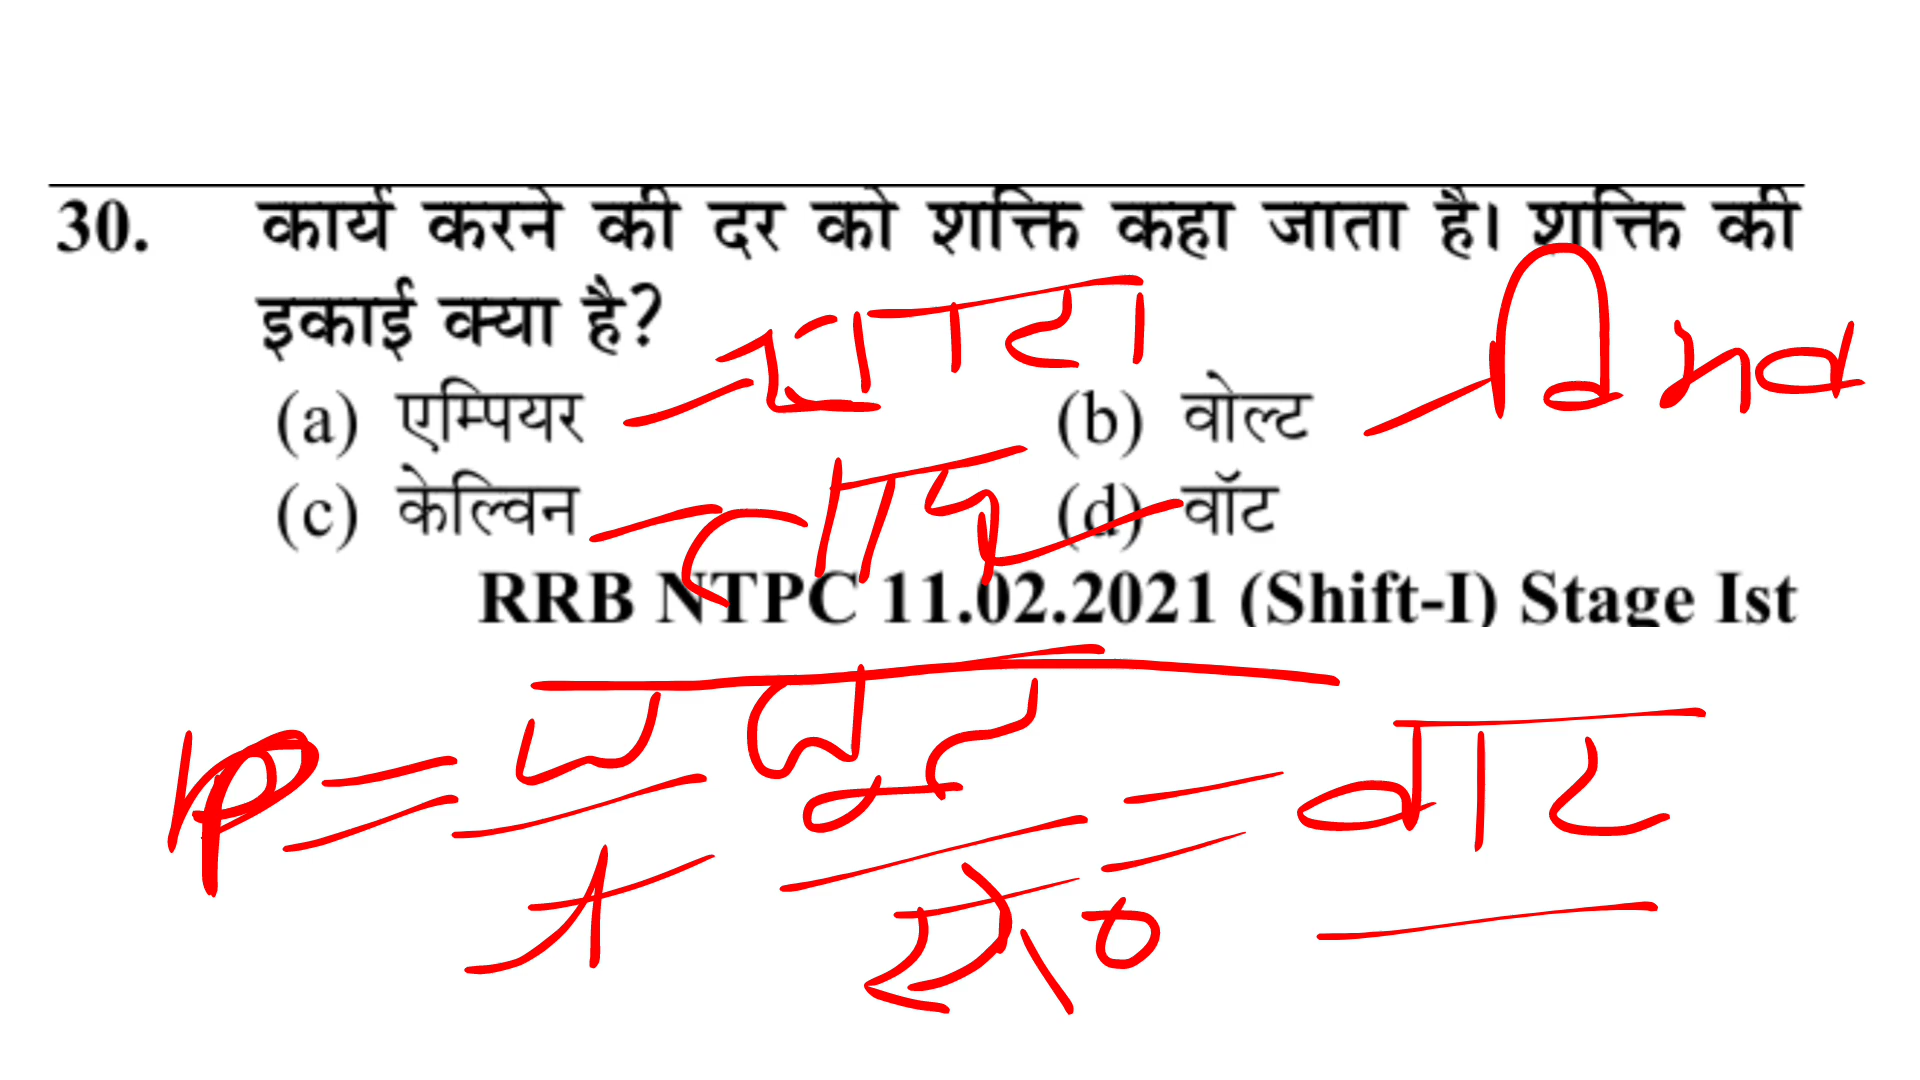 30. कार्य करने की दर को शक्ति कहा जाता है। शक्ति की
इकाई क्या है?
धारा
(a) एम्पियर (b) वोल्ट
ताप
(c) केल्विन (d) वॉट
RRB NTPC 11.02.2021 (Shift-I) Stage Ist
P = W = वाट